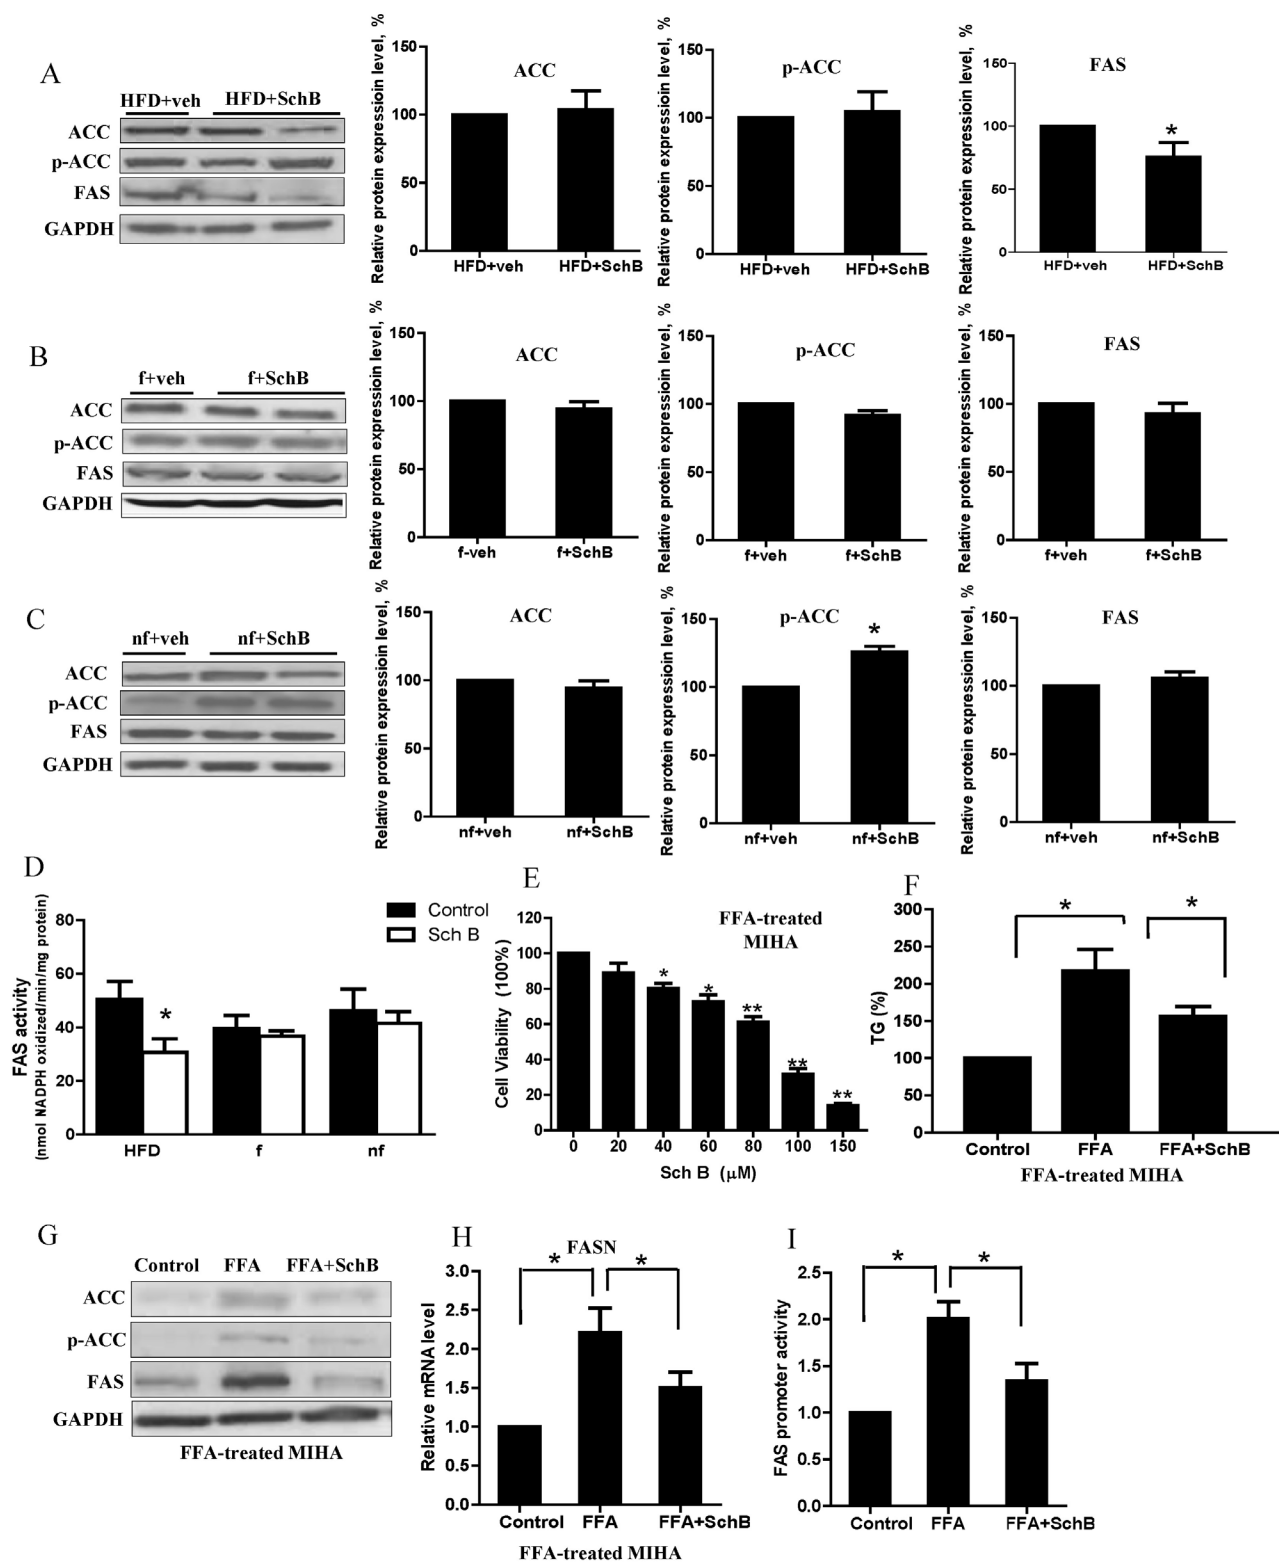 A
HFD+veh HFD+SchB
ACC
p-ACC
FAS
GAPDH
Relative protein expressioin level, %
150
100
50
0
ACC
HFD+veh HFD+SchB
Relative protein expressioin level, %
150
100
50
0
p-ACC
HFD+veh HFD+SchB
Relative protein expressioin level, %
150
100
50
0
FAS
*
HFD+veh HFD+SchB
B
f+veh f+SchB
ACC
p-ACC
FAS
GAPDH
Relative protein expressioin level, %
150
100
50
0
ACC
f-veh f+SchB
Relative protein expressioin level, %
150
100
50
0
p-ACC
f+veh f+SchB
Relative protein expressioin level, %
150
100
50
0
FAS
f+veh f+SchB
C
nf+veh nf+SchB
ACC
p-ACC
FAS
GAPDH
Relative protein expressioin level, %
150
100
50
0
ACC
nf+veh nf+SchB
Relative protein expressioin level, %
150
100
50
0
p-ACC
*
nf+veh nf+SchB
Relative protein expressioin level, %
150
100
50
0
FAS
nf+veh nf+SchB
D
FAS activity
(nmol NADPH oxidized/min/mg protein)
80
60
40
20
0
Control
Sch B
*
HFD f nf
E
FFA-treated
MIHA
Cell Viability (100%)
120
100
80
60
40
20
0
* * ** ** **
0 20 40 60 80 100 150
Sch B (μM)
F
TG (%)
300
250
200
150
100
50
0
* *
Control FFA FFA+SchB
FFA-treated MIHA
G
Control FFA FFA+SchB
ACC
p-ACC
FAS
GAPDH
FFA-treated MIHA
H
FASN
* *
Relative mRNA level
3.0
2.5
2.0
1.5
1.0
0.5
0.0
Control FFA FFA+SchB
FFA-treated MIHA
I
* *
FAS promoter activity
2.5
2.0
1.5
1.0
0.5
0.0
Control FFA FFA+SchB